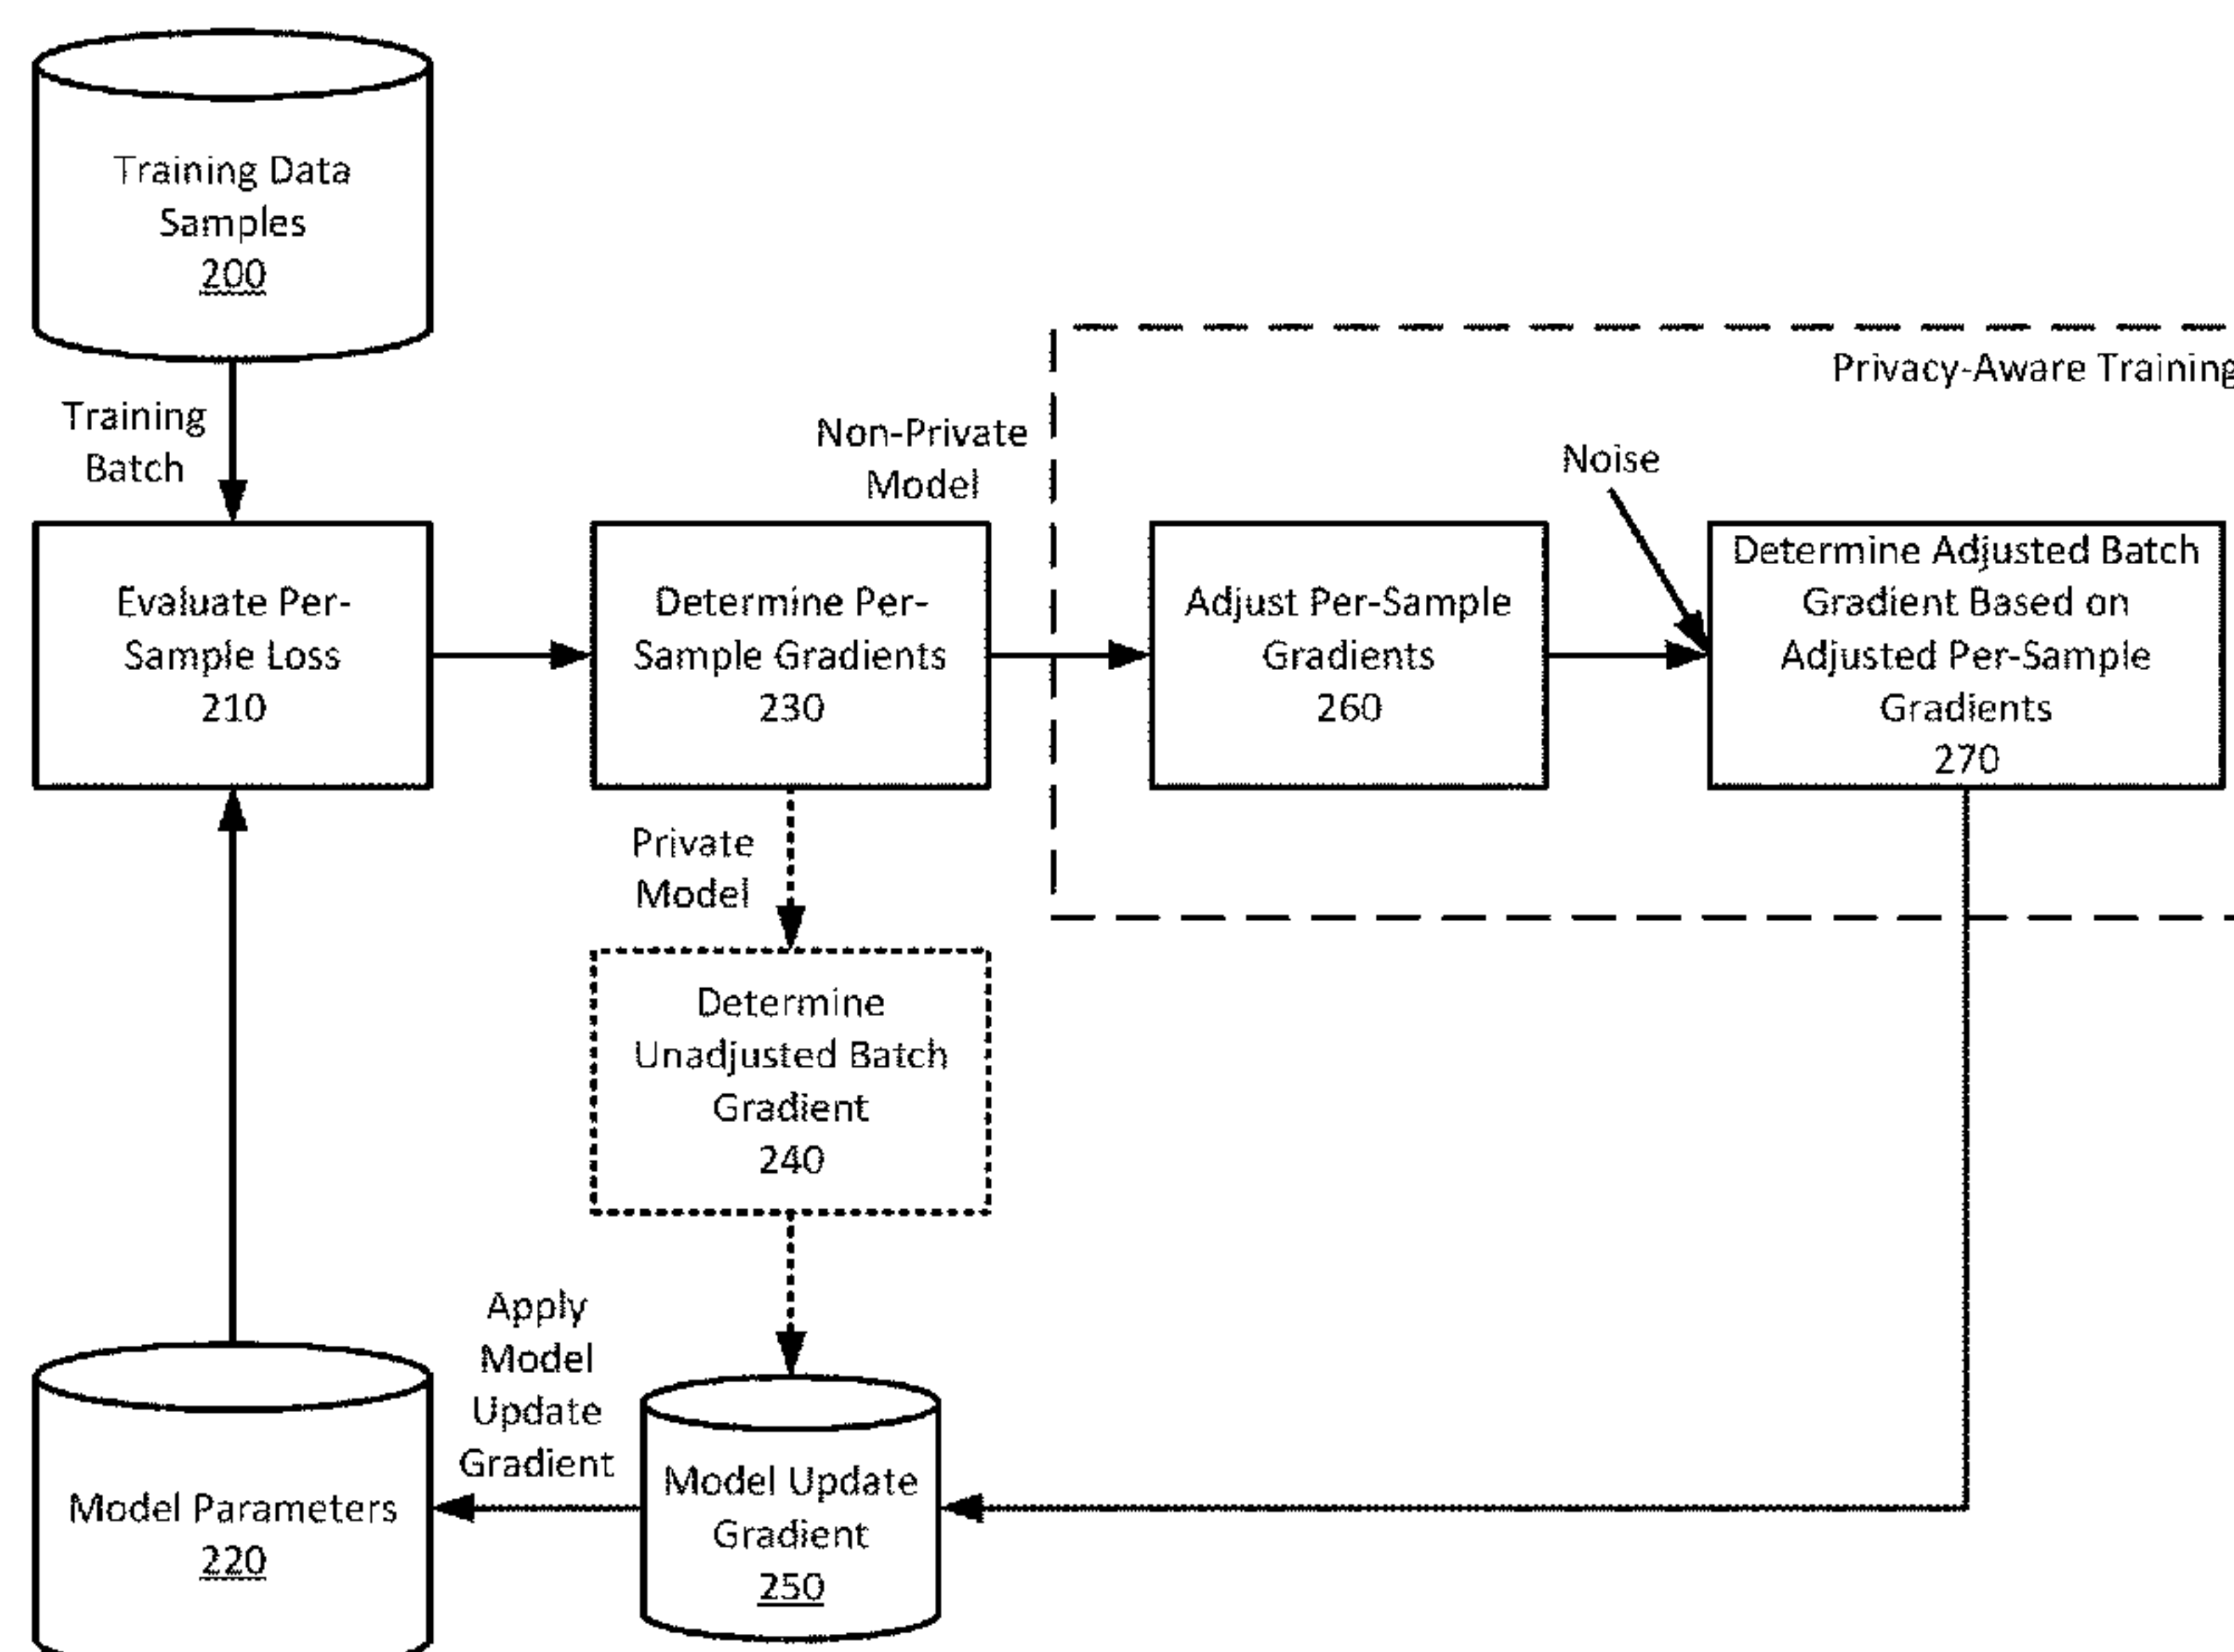 Training Data
Samples
200
Training
Batch
Privacy-Aware Training
Non-Private
Model
Noise
Evaluate Per-
Sample Loss
210
Determine Per-
Sample Gradients
230
Adjust Per-Sample
Gradients
260
Determine Adjusted Batch
Gradient Based on
Adjusted Per-Sample
Gradients
270
Private
Model
Determine
Unadjusted Batch
Gradient
240
Apply
Model
Update
Gradient
Model Parameters
220
Model Update
Gradient
250